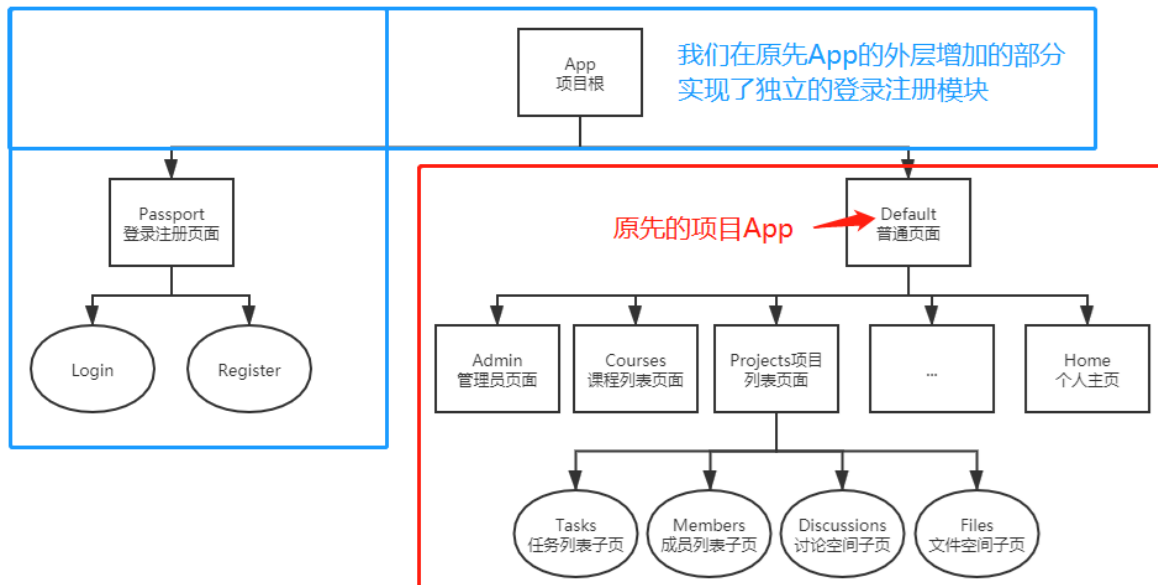 App
项目根
我们在原先App的外层增加的部分
实现了独立的登录注册模块
Passport
登录注册页面
原先的项目App
Default
普通页面
Login
Register
Admin
管理员页面
Courses
课程列表页面
Projects项目
列表页面
...
Home
个人主页
Tasks
任务列表子页
Members
成员列表子页
Discussions
讨论空间子页
Files
文件空间子页